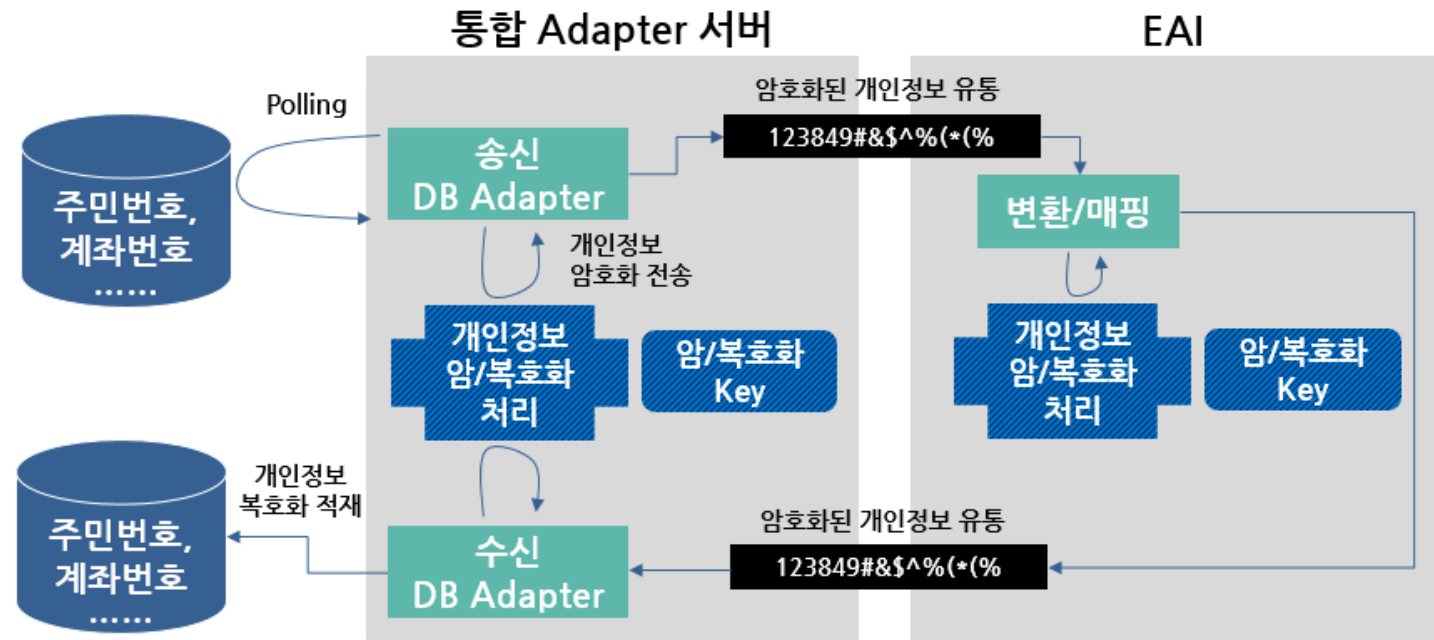 통합 Adapter 서버
EAI
Polling
암호화된 개인정보 유통
123849#&$^%(*(%
송신
DB Adapter
주민번호,
계좌번호
......
변환/매핑
개인정보
암호화 전송
개인정보
암/복호화
처리
암/복호화
Key
개인정보
암/복호화
처리
암/복호화
Key
개인정보
복호화 적재
주민번호,
계좌번호
......
수신
DB Adapter
암호화된 개인정보 유통
123849#&$^%(*(%